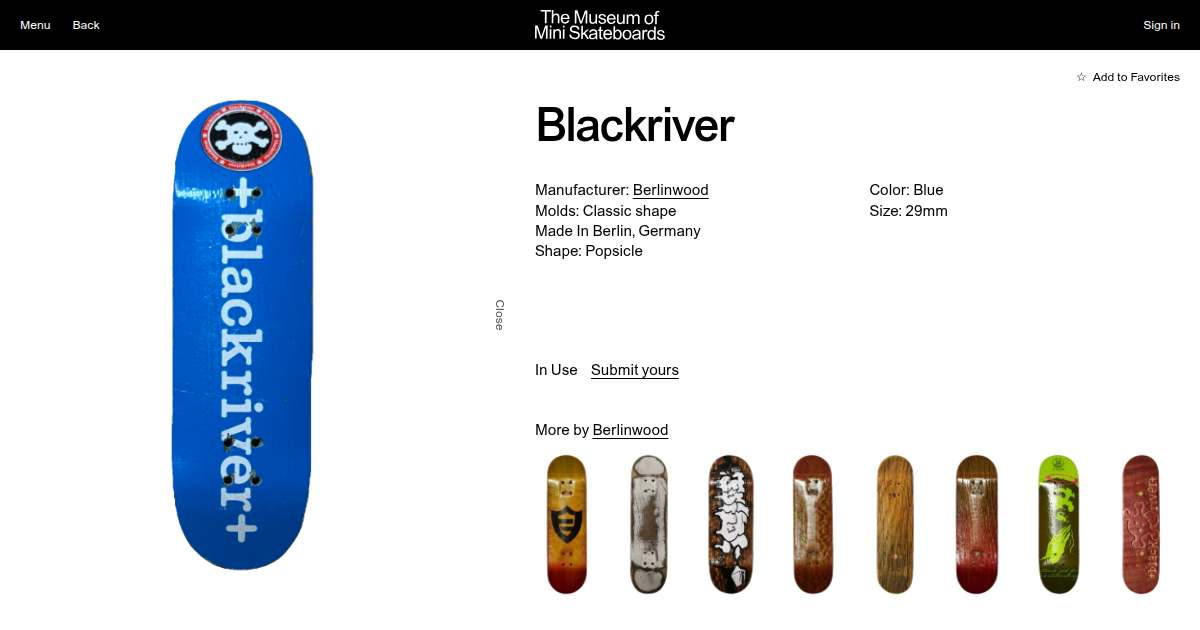 Menu
Back
The Museum of
Mini Skateboards
Sign in
☆ Add to Favorites
+blackriver+
Blackriver
Manufacturer: Berlinwood
Molds: Classic shape
Made In Berlin, Germany
Shape: Popsicle
Color: Blue
Size: 29mm
Close
In Use
Submit yours
More by Berlinwood